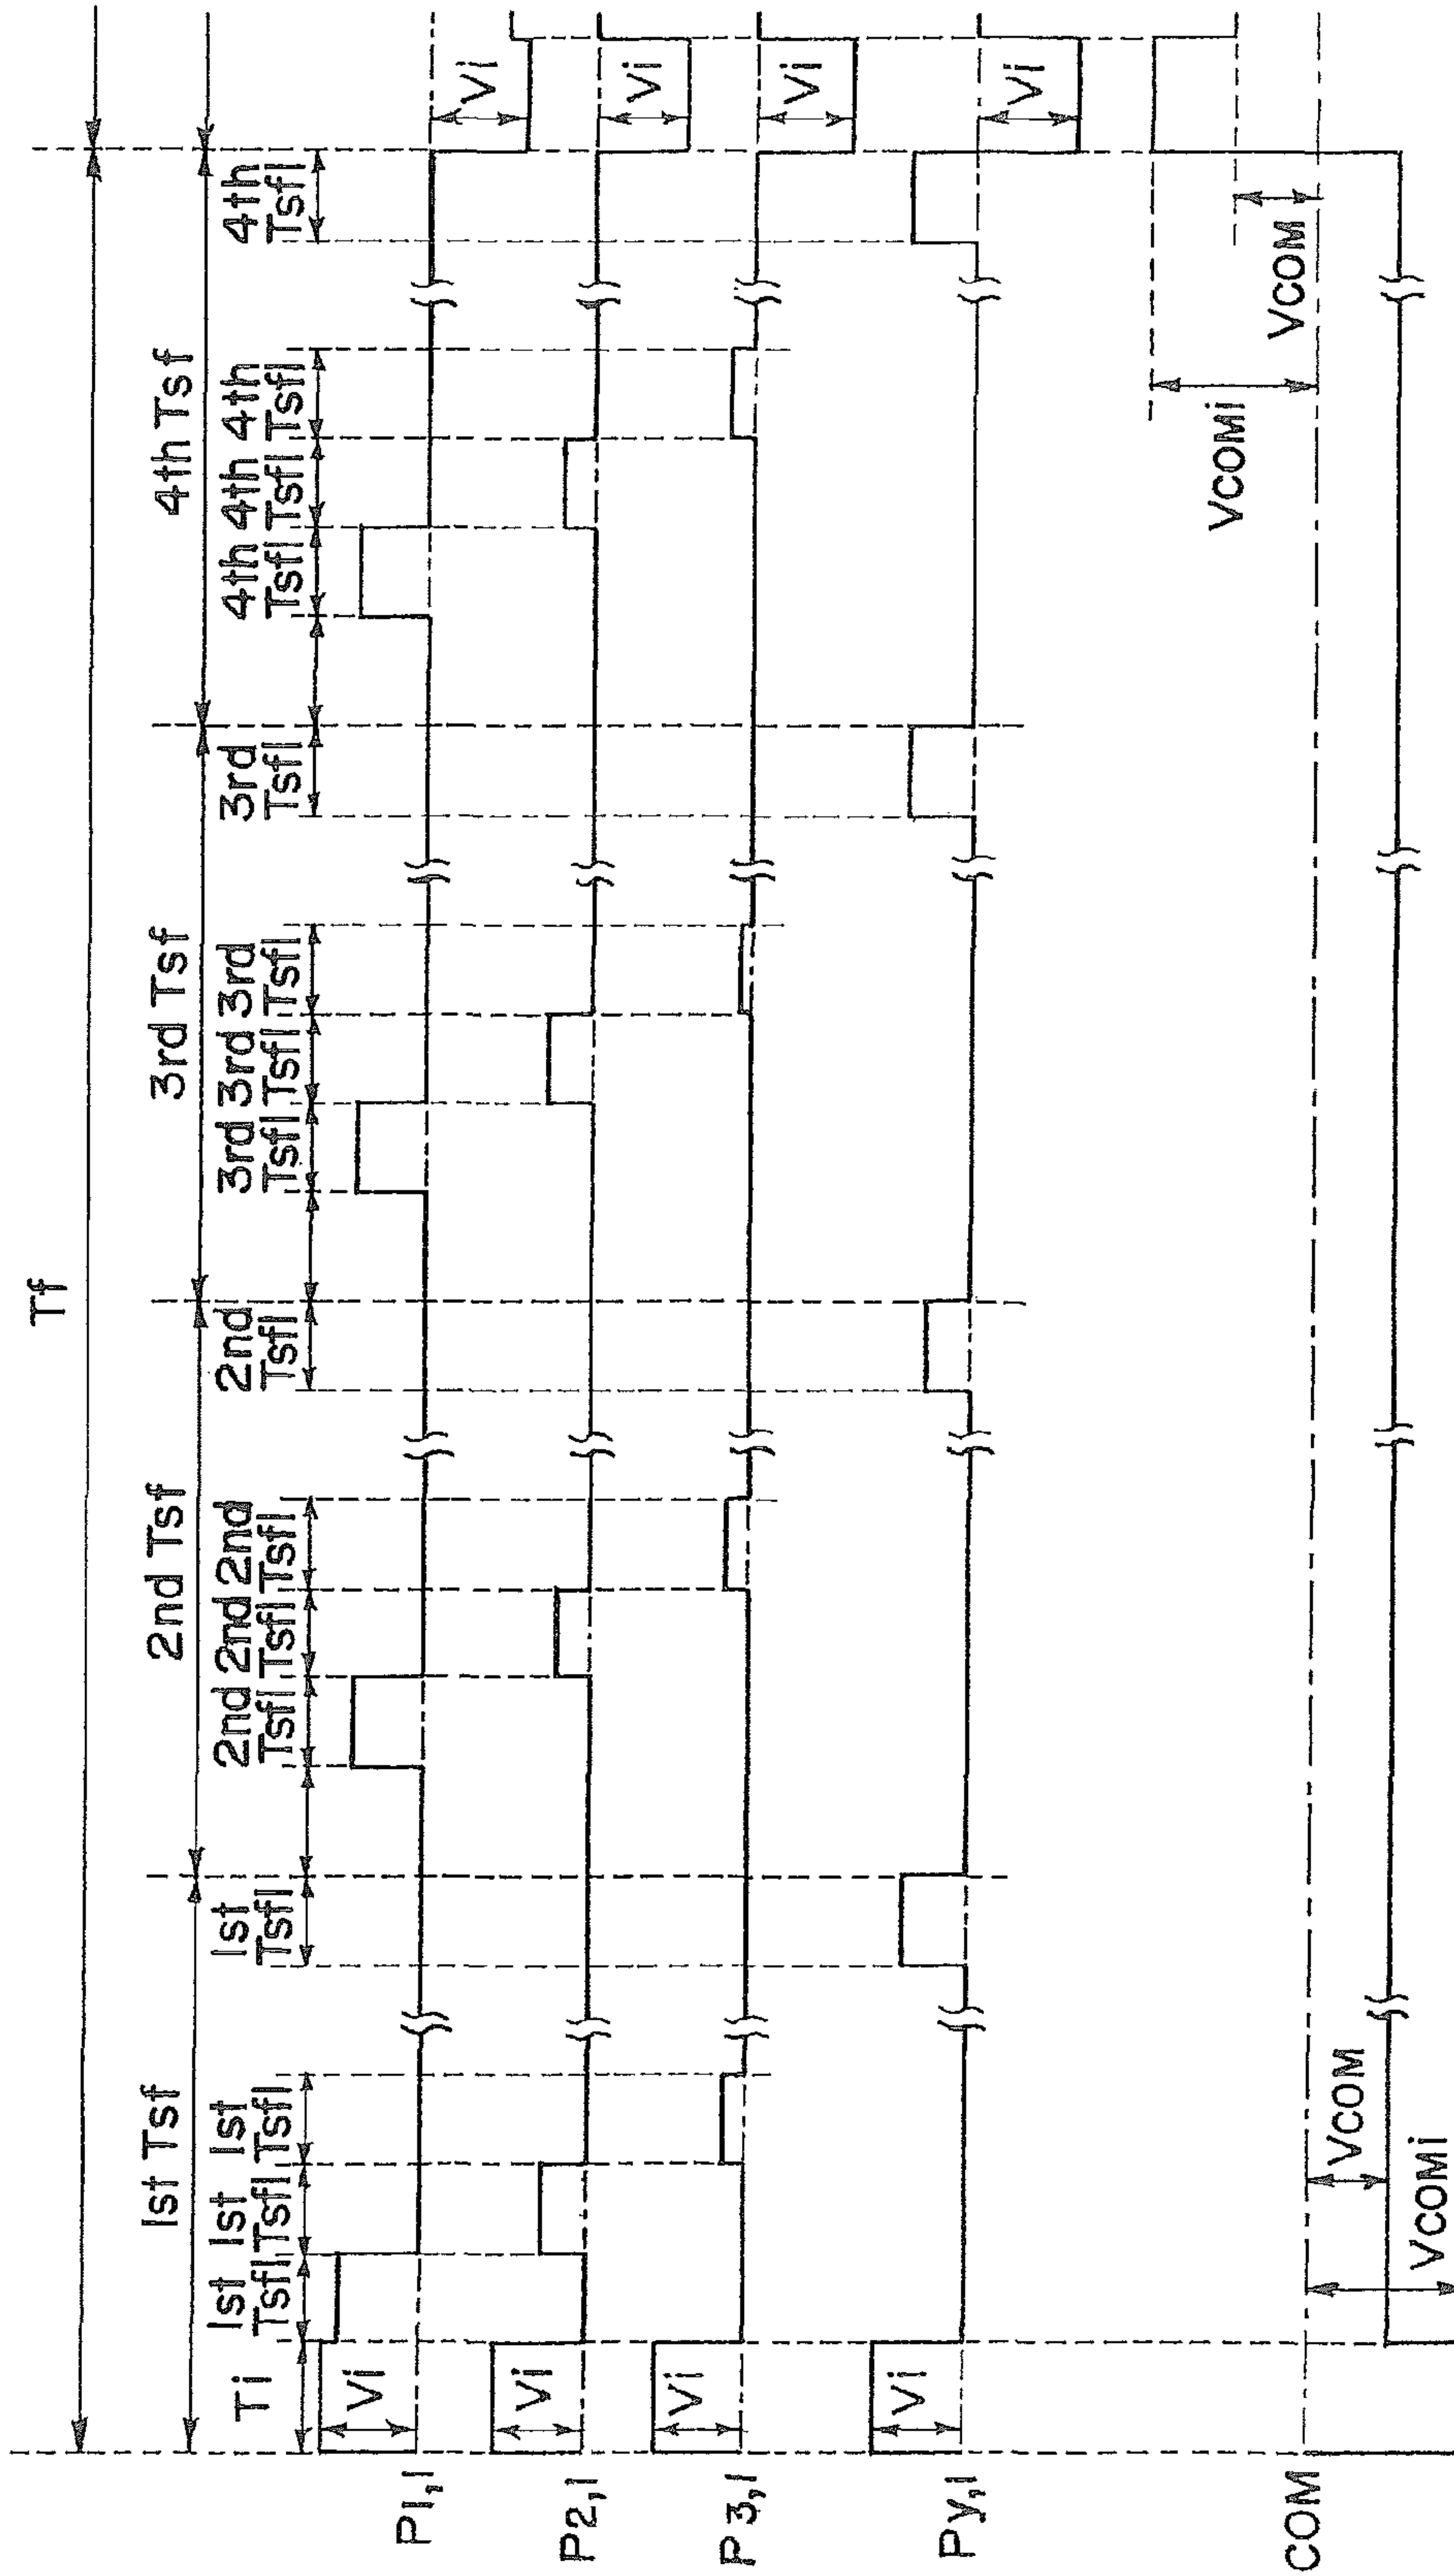 Tf
1st Tsf
2nd Tsf
3rd Tsf
4th Tsf
Ti
1st Tsfl
1st Tsfl
1st Tsfl
1st Tsfl
2nd Tsfl
2nd Tsfl
2nd Tsfl
2nd Tsfl
3rd Tsfl
3rd Tsfl
3rd Tsfl
3rd Tsfl
4th Tsfl
4th Tsfl
4th Tsfl
4th Tsfl
P1,1
Vi
Vi
P2,1
Vi
Vi
P3,1
Vi
Vi
Py,1
Vi
Vi
COM
VCOM
VCOMi
VCOMi
VCOM